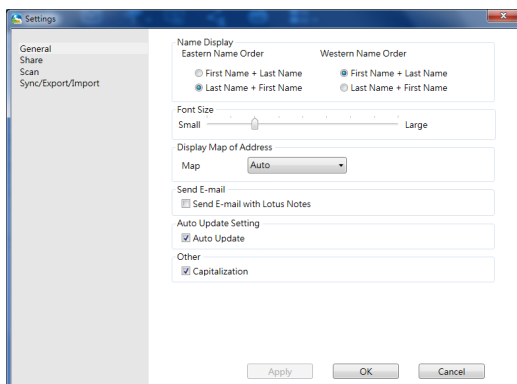 Settings
General
Share
Scan
Sync/Export/Import
Name Display
Eastern Name Order Western Name Order
First Name + Last Name First Name + Last Name
Last Name + First Name Last Name + First Name
Font Size
Small Large
Display Map of Address
Map Auto
Send E-mail
Send E-mail with Lotus Notes
Auto Update Setting
Auto Update
Other
Capitalization
Apply OK Cancel